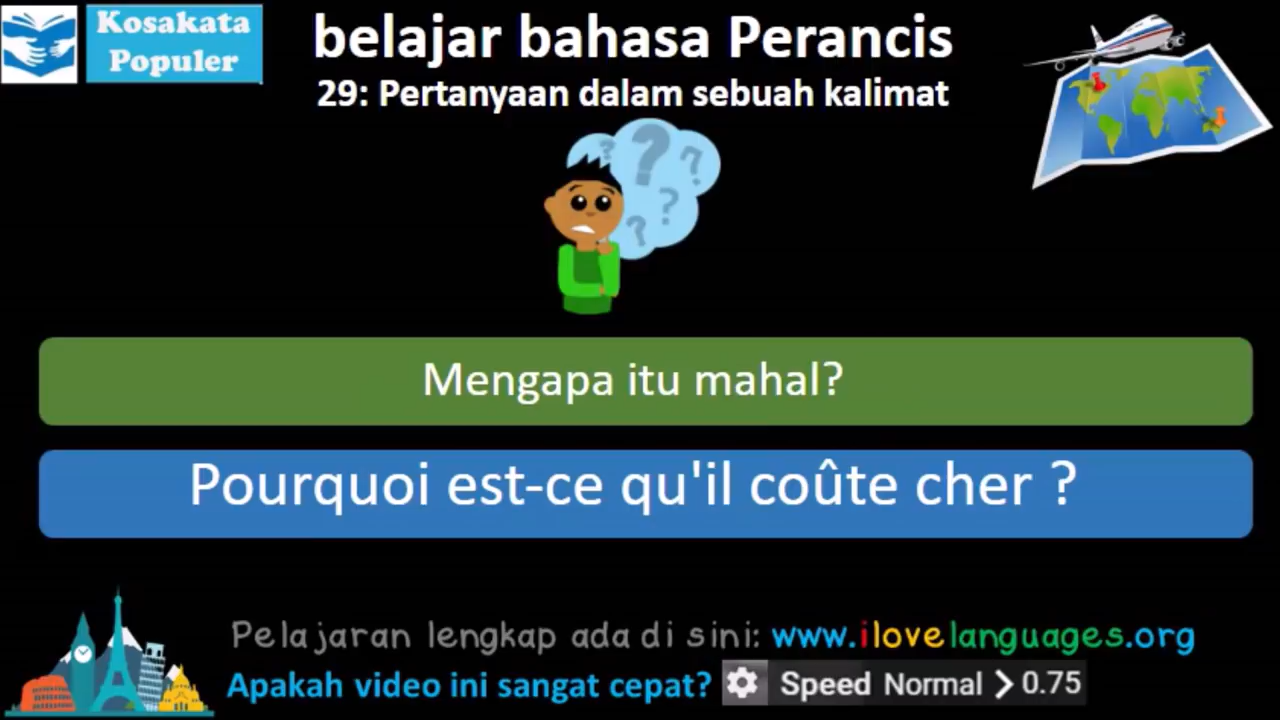 Kosakata
Populer
belajar bahasa Perancis
29: Pertanyaan dalam sebuah kalimat
? ? ? ? ?
Mengapa itu mahal?
Pourquoi est-ce qu'il coûte cher ?
Pelajaran lengkap ada di sini: www.ilovelanguages.org
Apakah video ini sangat cepat? Speed Normal > 0.75